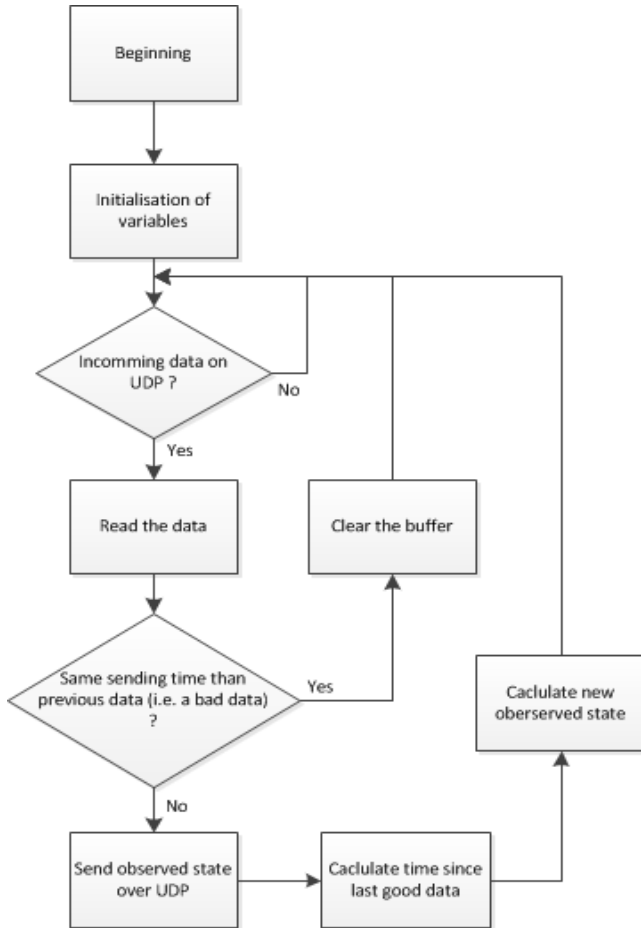 Beginning
Initialisation of
variables
Incomming data on
UDP ?
No
Yes
Read the data
Clear the buffer
Same sending time than
previous data (i.e. a bad data)
?
Yes
Caclulate new
oberserved state
No
Send observed state
over UDP
Caclulate time since
last good data